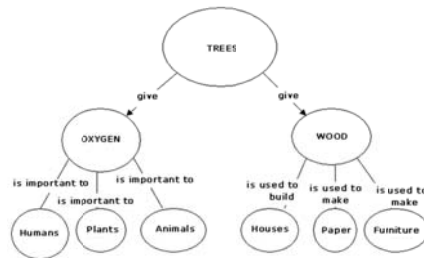 TREES
give
give
OXYGEN
WOOD
is important to
is important to
is important to
is used to
build
is used to
make
is used to
make
Humans
Plants
Animals
Houses
Paper
Furniture